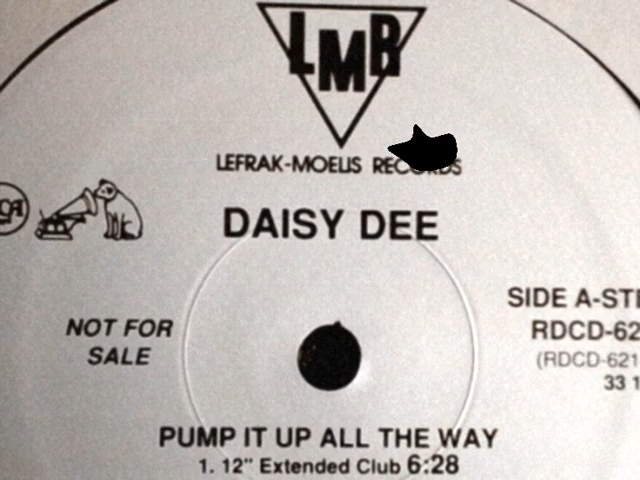 LMR
LEFRAK-MOELIS RECORDS
DAISY DEE
NOT FOR
SALE
SIDE A-STE
RDCD-62
(RDCD-621
33 1
PUMP IT UP ALL THE WAY
1. 12" Extended Club 6:28